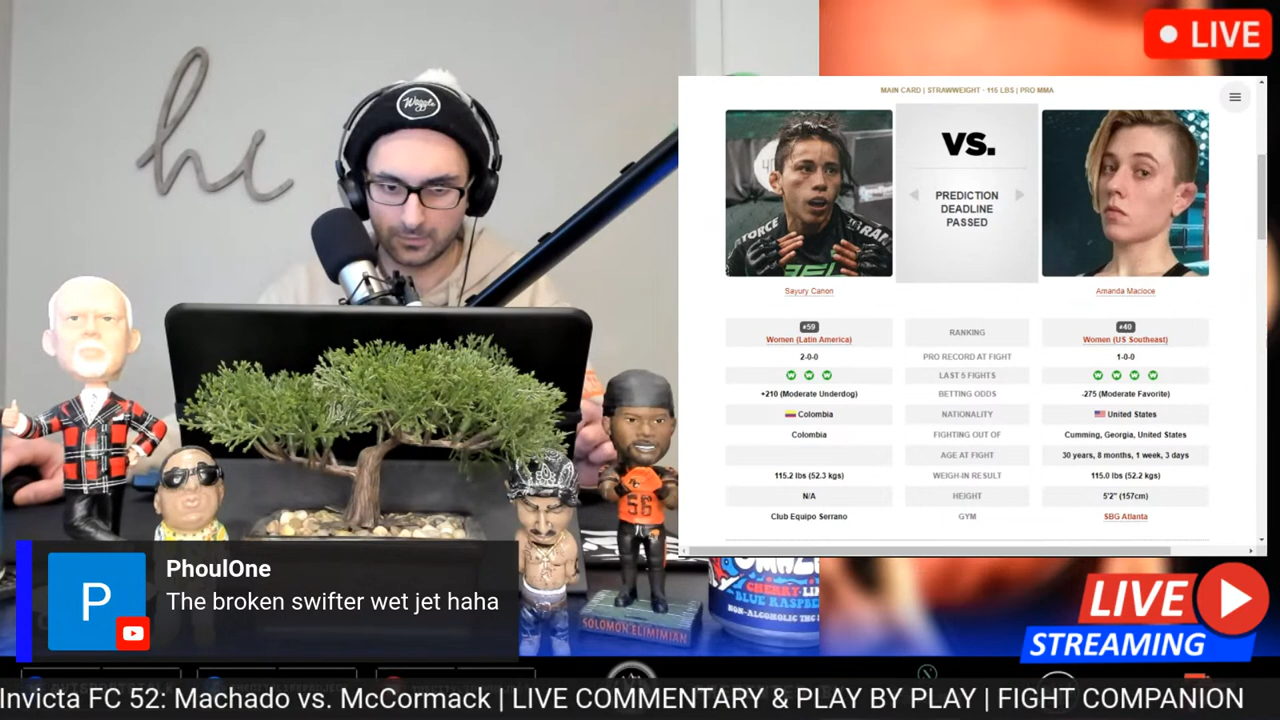 LIVE
hi
Waggle
MAIN CARD | STRAWWEIGHT · 115 LBS | PRO MMA
VS.
PREDICTION
DEADLINE
PASSED
Sayury Canon
Amanda Macioce
#59
RANKING
#40
Women (Latin America)
Women (US Southeast)
2-0-0
PRO RECORD AT FIGHT
1-0-0
W W W
LAST 5 FIGHTS
W W W W
+210 (Moderate Underdog)
BETTING ODDS
-275 (Moderate Favorite)
Colombia
NATIONALITY
United States
Colombia
FIGHTING OUT OF
Cumming, Georgia, United States
AGE AT FIGHT
30 years, 8 months, 1 week, 3 days
115.2 lbs (52.3 kgs)
WEIGH-IN RESULT
115.0 lbs (52.2 kgs)
N/A
HEIGHT
5'2" (157cm)
Club Equipo Serrano
GYM
SBG Atlanta
56
SOLOMON ELIMIMIAN
P
PhoulOne
The broken swifter wet jet haha
LIVE
STREAMING
Invicta FC 52: Machado vs. McCormack | LIVE COMMENTARY & PLAY BY PLAY | FIGHT COMPANION